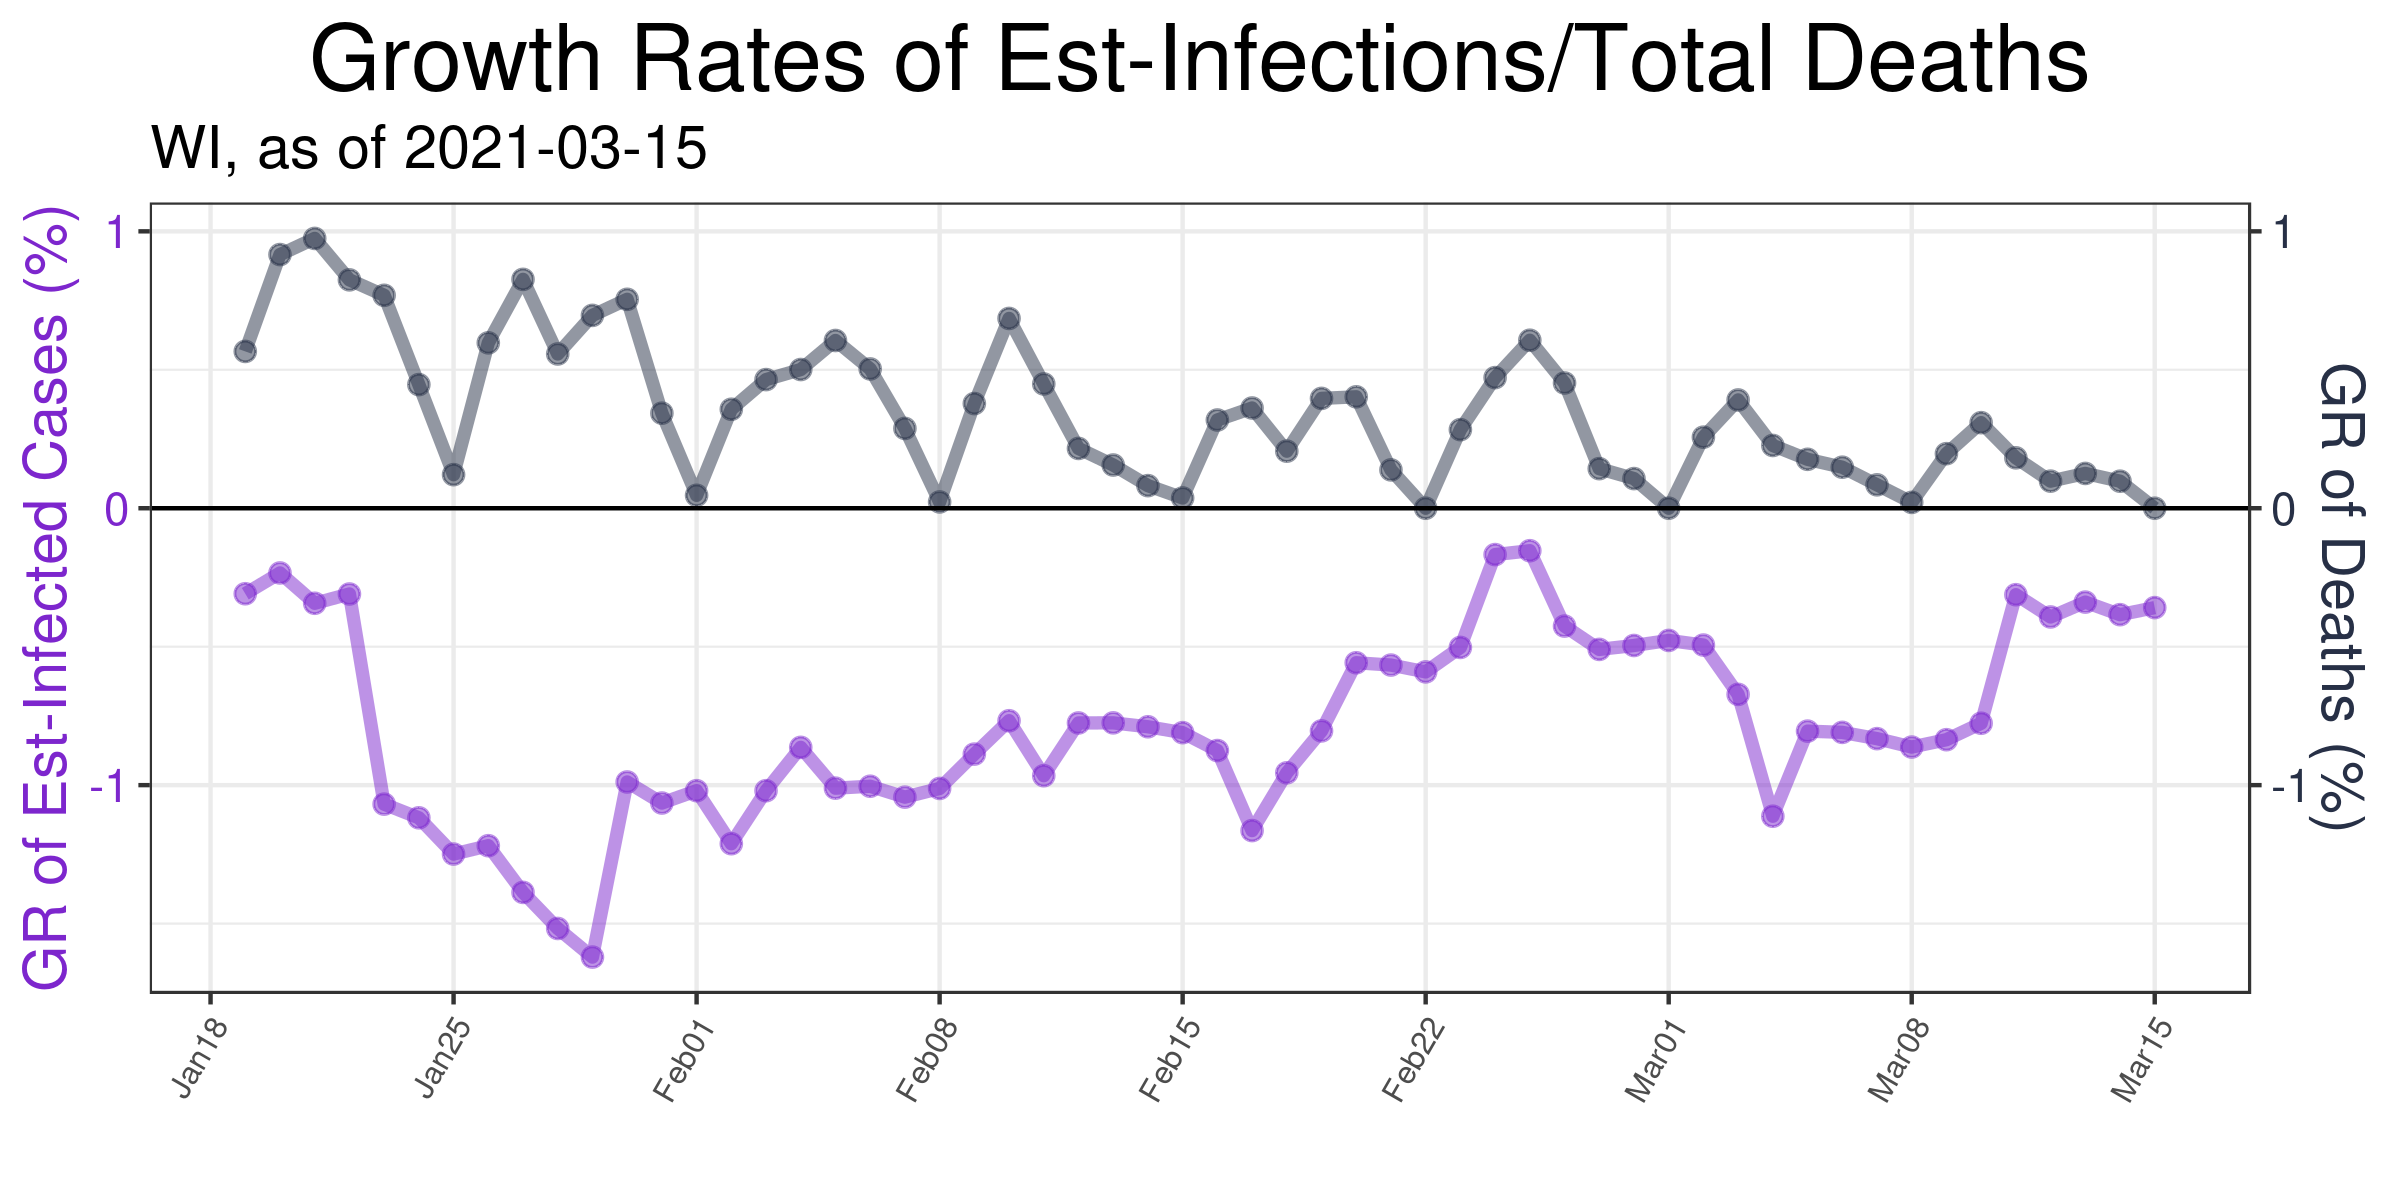 Growth Rates of Est-Infections/Total Deaths
WI, as of 2021-03-15
GR of Est-Infected Cases (%)
1
0
-1
1
0
-1
GR of Deaths (%)
Jan18
Jan25
Feb01
Feb08
Feb15
Feb22
Mar01
Mar08
Mar15